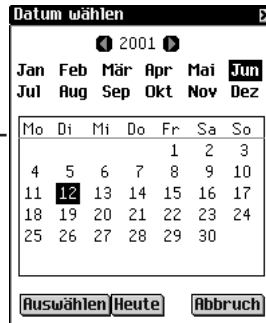 Datum wählen
2001
Jan Feb Mär Apr Mai Jun
Jul Aug Sep Okt Nov Dez
Mo Di Mi Do Fr Sa So
1 2 3
4 5 6 7 8 9 10
11 12 13 14 15 16 17
18 19 20 21 22 23 24
25 26 27 28 29 30
Auswählen Heute Abbruch